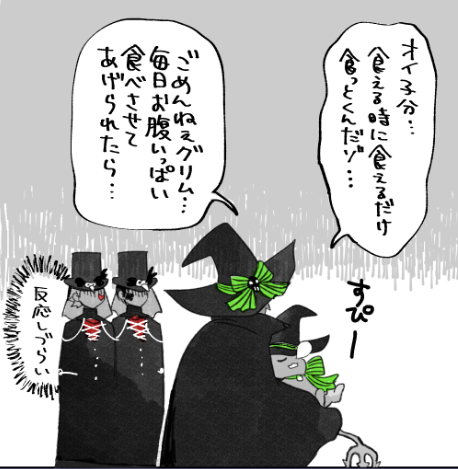 オイ子分…
食える時に食えるだけ
食っとくんだゾ…
ごめんねぇグリム…
毎日お腹いっぱい
食べさせて
あげられたら…
すぴー
反応しづらい